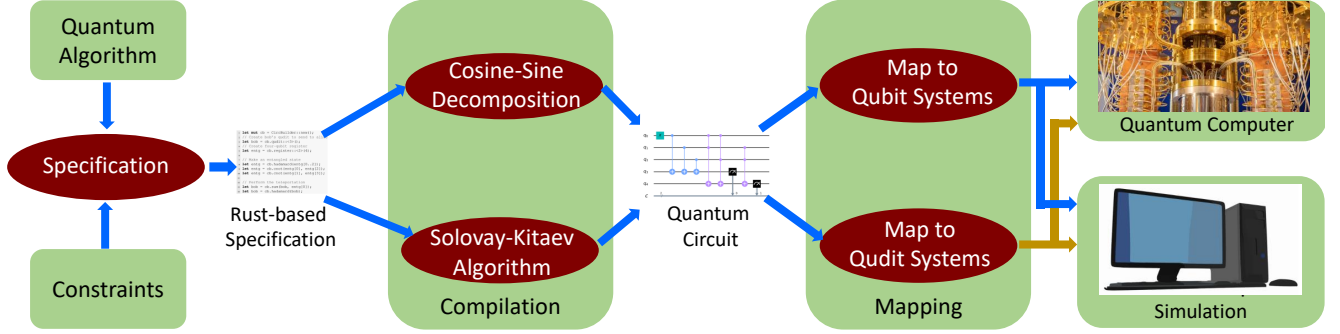 Quantum
Algorithm
Specification
Constraints
Rust-based
Specification
Cosine-Sine
Decomposition
Solovay-Kitaev
Algorithm
Compilation
Quantum
Circuit
Map to
Qubit Systems
Map to
Qudit Systems
Mapping
Quantum Computer
Simulation